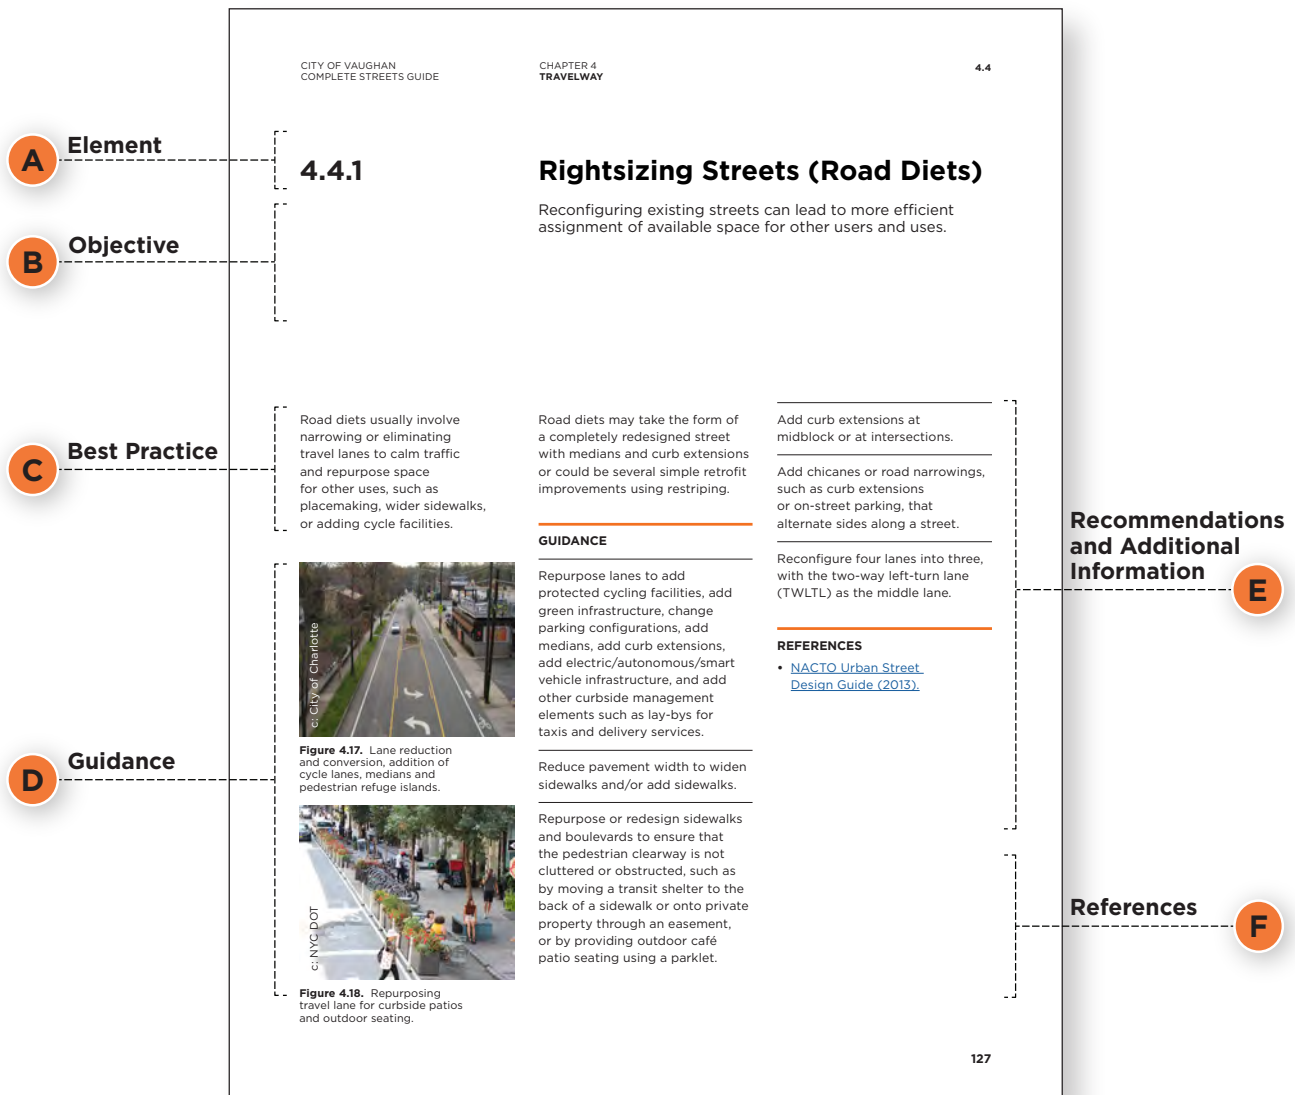 CITY OF VAUGHAN
COMPLETE STREETS GUIDE
CHAPTER 4
TRAVELWAY
4.4
A
Element
4.4.1
Rightsizing Streets (Road Diets)
B
Objective
Reconfiguring existing streets can lead to more efficient
assignment of available space for other users and uses.
C
Best Practice
Road diets usually involve
narrowing or eliminating
travel lanes to calm traffic
and repurpose space
for other uses, such as
placemaking, wider sidewalks,
or adding cycle facilities.
D
Guidance
c: City of Charlotte
Figure 4.17. Lane reduction
and conversion, addition of
cycle lanes, medians and
pedestrian refuge islands.
c: NYC DOT
Figure 4.18. Repurposing
travel lane for curbside patios
and outdoor seating.
Road diets may take the form of
a completely redesigned street
with medians and curb extensions
or could be several simple retrofit
improvements using restriping.
GUIDANCE
Repurpose lanes to add
protected cycling facilities, add
green infrastructure, change
parking configurations, add
medians, add curb extensions,
add electric/autonomous/smart
vehicle infrastructure, and add
other curbside management
elements such as lay-bys for
taxis and delivery services.
Reduce pavement width to widen
sidewalks and/or add sidewalks.
Repurpose or redesign sidewalks
and boulevards to ensure that
the pedestrian clearway is not
cluttered or obstructed, such as
by moving a transit shelter to the
back of a sidewalk or onto private
property through an easement,
or by providing outdoor café
patio seating using a parklet.
Add curb extensions at
midblock or at intersections.
Add chicanes or road narrowings,
such as curb extensions
or on-street parking, that
alternate sides along a street.
Reconfigure four lanes into three,
with the two-way left-turn lane
(TWLTL) as the middle lane.
REFERENCES
• NACTO Urban Street
Design Guide (2013).
Recommendations
and Additional
Information
E
References
F
127